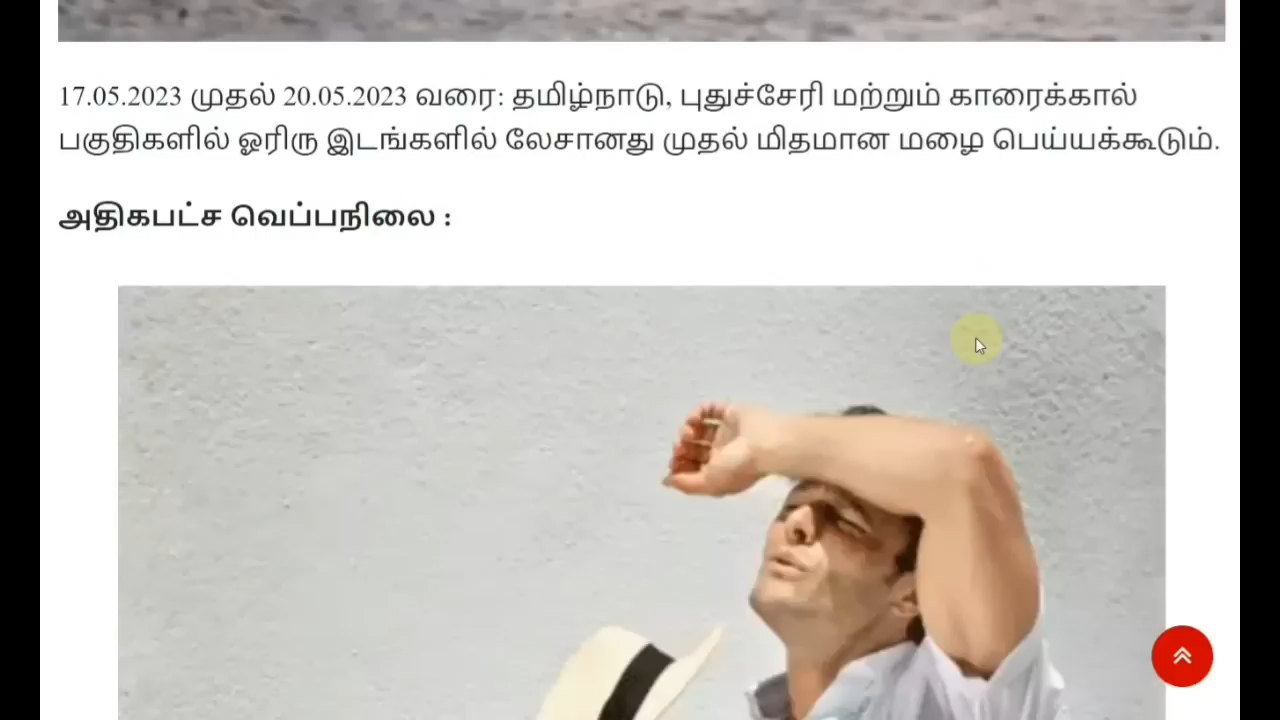 17.05.2023 முதல் 20.05.2023 வரை: தமிழ்நாடு, புதுச்சேரி மற்றும் காரைக்கால்
பகுதிகளில் ஓரிரு இடங்களில் லேசானது முதல் மிதமான மழை பெய்யக்கூடும்.
அதிகபட்ச வெப்பநிலை :